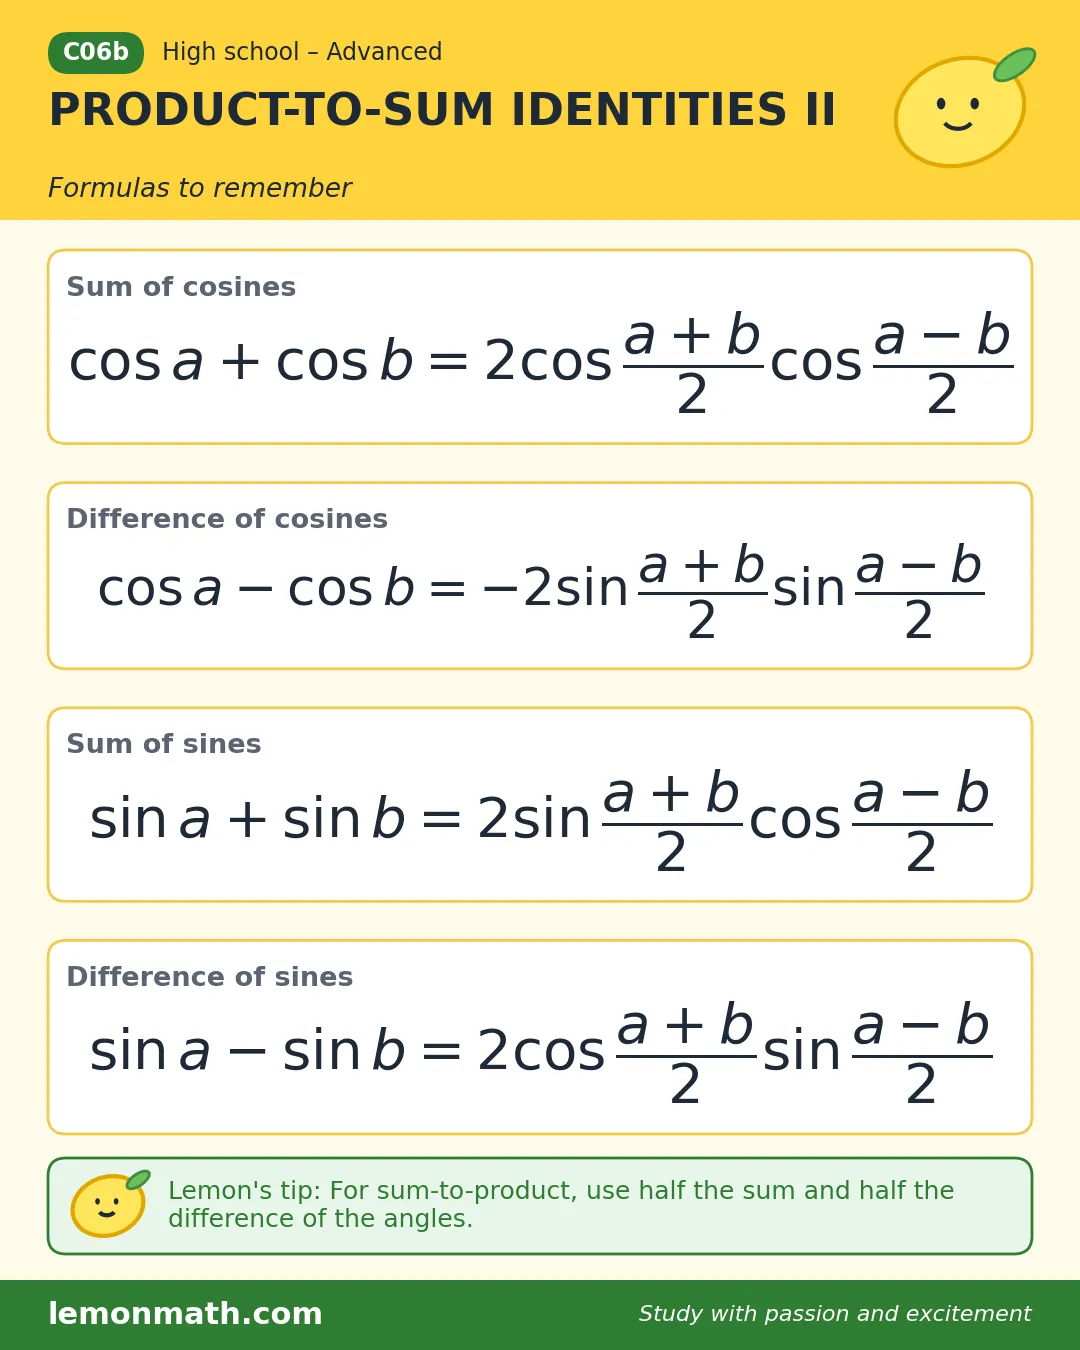 C06b High school – Advanced
PRODUCT-TO-SUM IDENTITIES II
Formulas to remember
Sum of cosines
cos a + cos b = 2cos (a + b)/2 cos (a − b)/2
Difference of cosines
cos a − cos b = −2sin (a + b)/2 sin (a − b)/2
Sum of sines
sin a + sin b = 2sin (a + b)/2 cos (a − b)/2
Difference of sines
sin a − sin b = 2cos (a + b)/2 sin (a − b)/2
Lemon's tip: For sum-to-product, use half the sum and half the
difference of the angles.
lemonmath.com
Study with passion and excitement